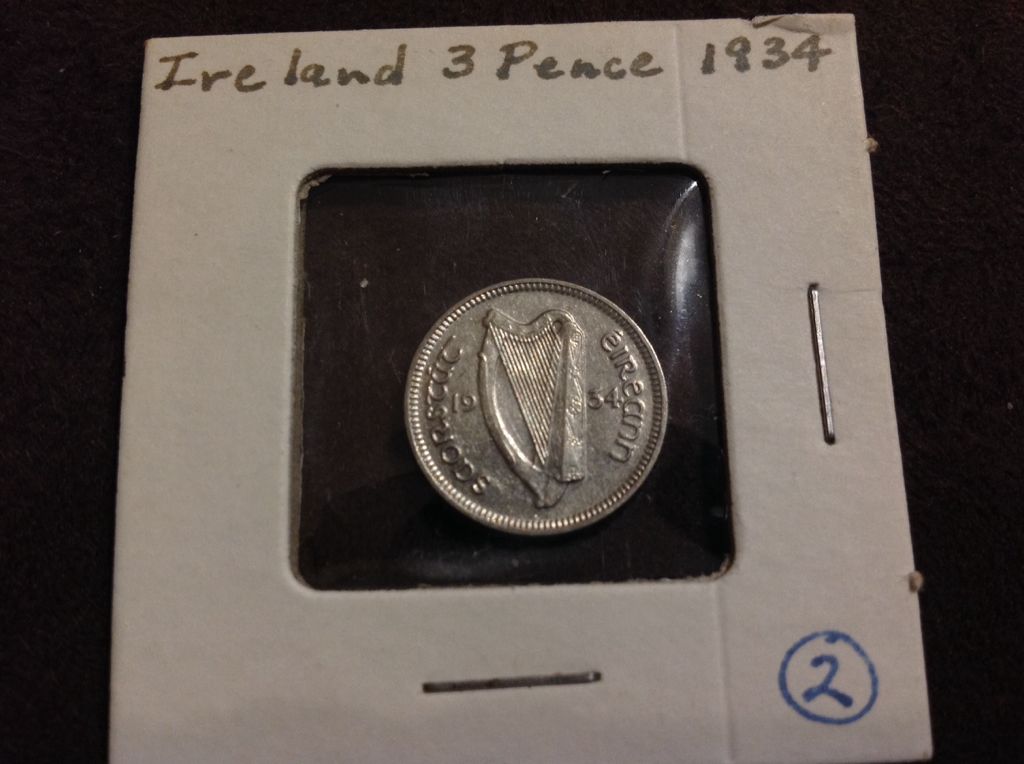 Ireland 3 Pence 1934
saorstát
19 34
éireann
2